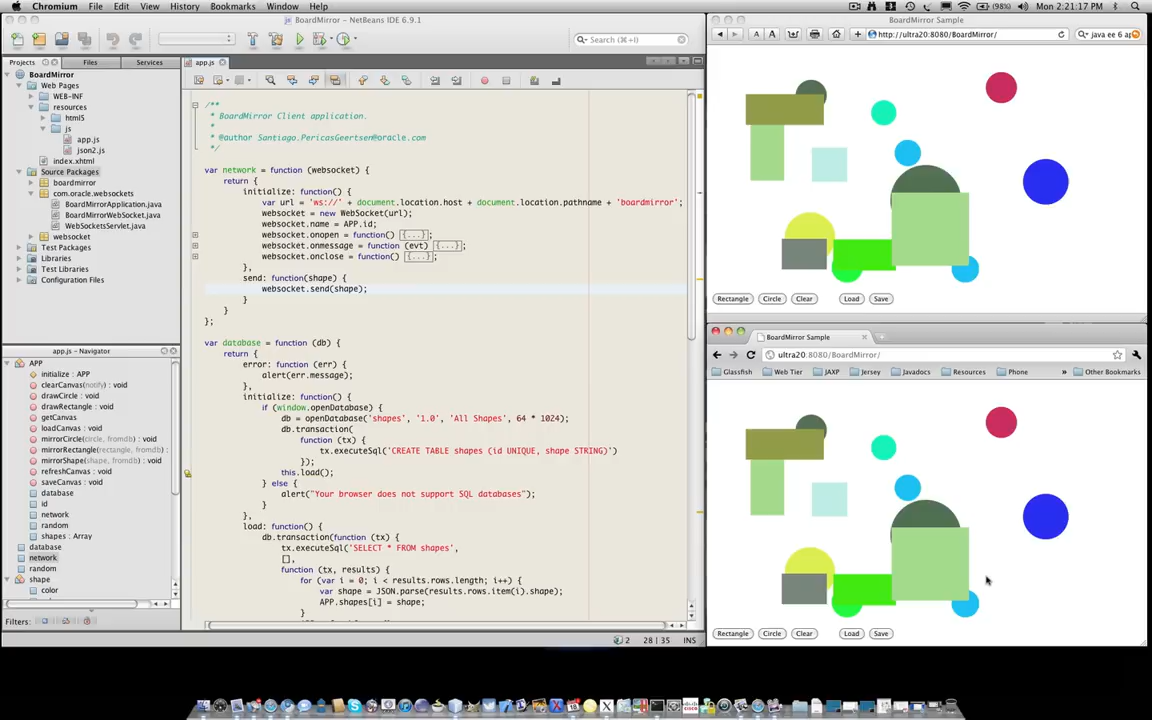 Chromium File Edit View History Bookmarks Window Help
(98%) Mon 2:21:17 PM
BoardMirror - NetBeans IDE 6.9.1
Search (⌘+I)
Projects Files Services
BoardMirror
Web Pages
WEB-INF
resources
html5
js
app.js
json2.js
index.xhtml
Source Packages
boardmirror
com.oracle.websockets
BoardMirrorApplication.java
BoardMirrorWebSocket.java
WebSocketsServlet.java
websocket
Test Packages
Libraries
Test Libraries
Configuration Files
app.js - Navigator
APP
initialize : APP
clearCanvas(notify) : void
drawCircle() : void
drawRectangle() : void
getCanvas
loadCanvas() : void
mirrorCircle(circle, fromdb) : void
mirrorRectangle(rectangle, fromdb) : void
mirrorShape(shape, fromdb) : void
refreshCanvas() : void
saveCanvas() : void
database
id
network
random
shapes : Array
database
network
random
shape
color
Filters:
app.js
/**
* BoardMirror Client application.
*
* @author Santiago.PericasGeertsen@oracle.com
*/
var network = function (websocket) {
return {
initialize: function() {
var url = 'ws://' + document.location.host + document.location.pathname + 'boardmirror';
websocket = new WebSocket(url);
websocket.name = APP.id;
websocket.onopen = function() {...};
websocket.onmessage = function (evt) {...};
websocket.onclose = function() {...};
},
send: function(shape) {
websocket.send(shape);
}
}
};
var database = function (db) {
return {
error: function (err) {
alert(err.message);
},
initialize: function() {
if (window.openDatabase) {
db = openDatabase('shapes', '1.0', 'All Shapes', 64 * 1024);
db.transaction(
function (tx) {
tx.executeSql('CREATE TABLE shapes (id UNIQUE, shape STRING)')
});
this.load();
} else {
alert("Your browser does not support SQL databases");
}
},
load: function() {
db.transaction(function (tx) {
tx.executeSql('SELECT * FROM shapes',
[],
function (tx, results) {
for (var i = 0; i < results.rows.length; i++) {
var shape = JSON.parse(results.rows.item(i).shape);
APP.shapes[i] = shape;
}
2 28 | 35 INS
BoardMirror Sample
http://ultra20:8080/BoardMirror/
java ee 6 ap
Rectangle Circle Clear Load Save
BoardMirror Sample
ultra20:8080/BoardMirror/
Glassfish Web Tier JAXP Jersey Javadocs Resources Phone » Other Bookmarks
Rectangle Circle Clear Load Save